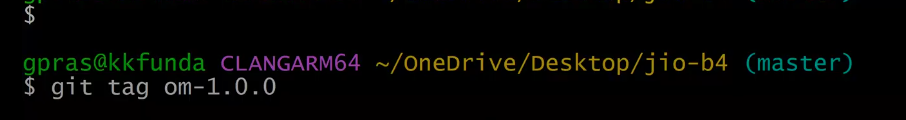 $
gpras@kkfunda CLANGARM64 ~/OneDrive/Desktop/jio-b4 (master)
$ git tag om-1.0.0